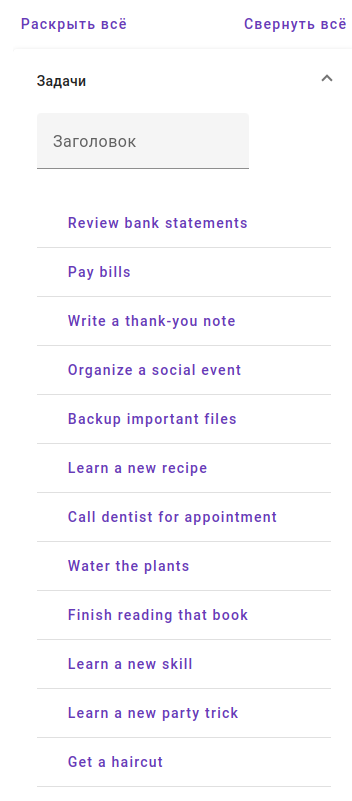 Раскрыть всё Свернуть всё
Задачи
Заголовок
Review bank statements
Pay bills
Write a thank-you note
Organize a social event
Backup important files
Learn a new recipe
Call dentist for appointment
Water the plants
Finish reading that book
Learn a new skill
Learn a new party trick
Get a haircut